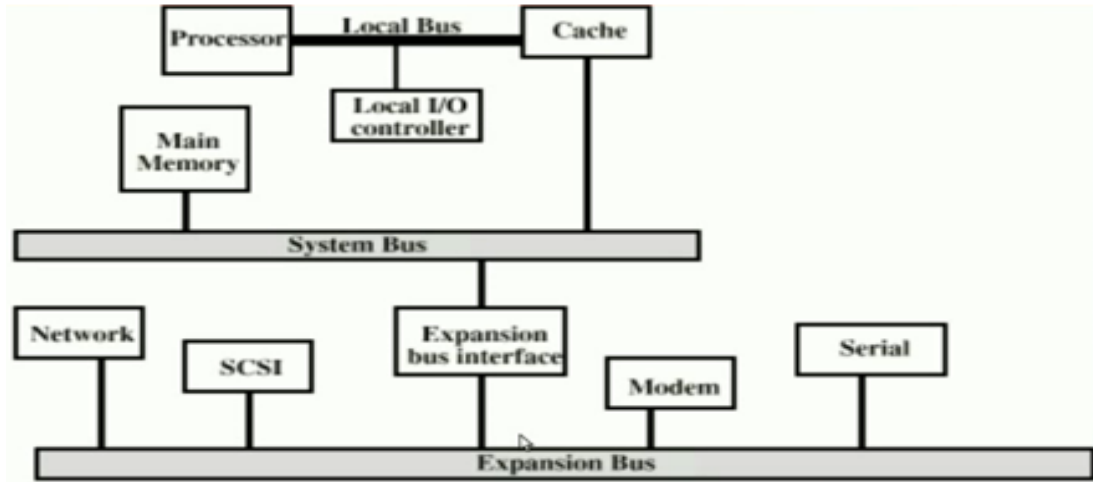 Processor
Local Bus
Cache
Local I/O
controller
Main
Memory
System Bus
Network
SCSI
Expansion
bus interface
Modem
Serial
Expansion Bus